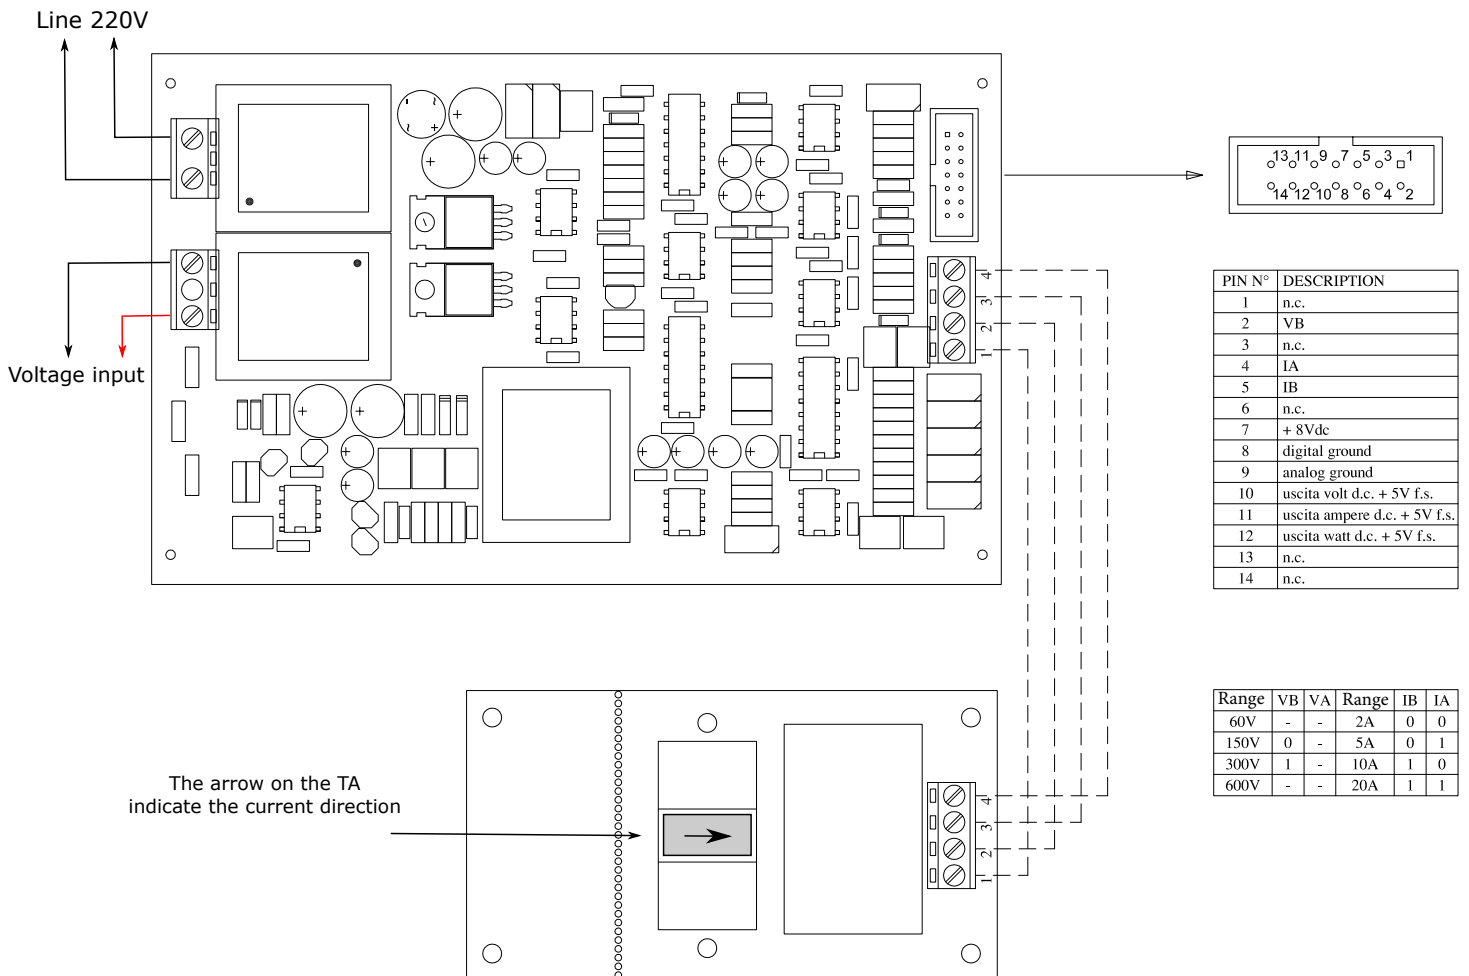 Line 220V
Voltage input
13 11 9 7 5 3 1
14 12 10 8 6 4 2
4
3
2
1
PIN N° DESCRIPTION
1 n.c.
2 VB
3 n.c.
4 IA
5 IB
6 n.c.
7 + 8Vdc
8 digital ground
9 analog ground
10 uscita volt d.c. + 5V f.s.
11 uscita ampere d.c. + 5V f.s.
12 uscita watt d.c. + 5V f.s.
13 n.c.
14 n.c.
Range VB VA Range IB IA
60V - - 2A 0 0
150V 0 - 5A 0 1
300V 1 - 10A 1 0
600V - - 20A 1 1
The arrow on the TA
indicate the current direction
4
3
2
1